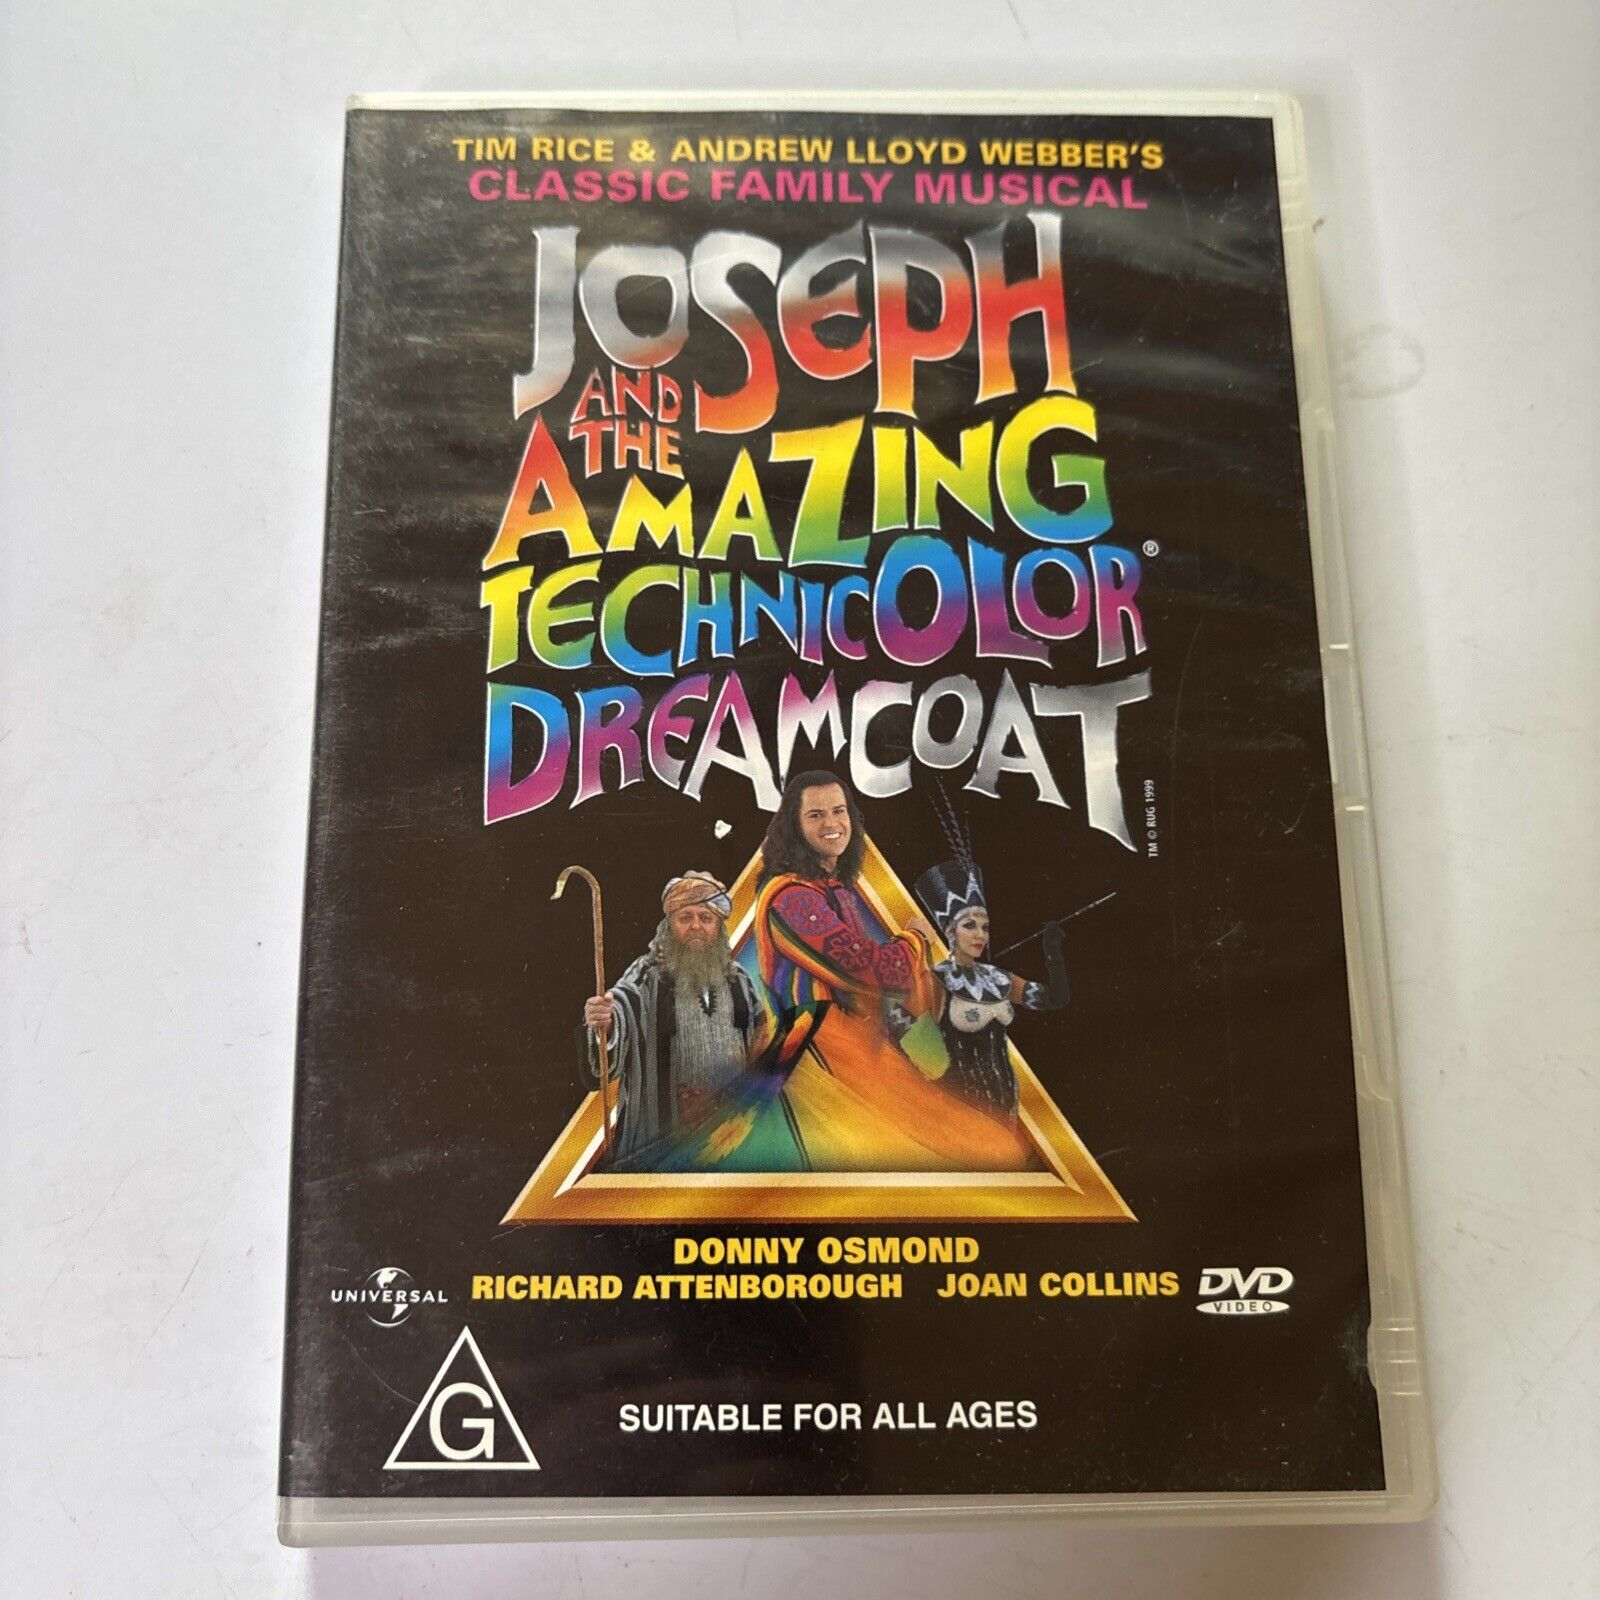 TIM RICE & ANDREW LLOYD WEBBER'S
CLASSIC FAMILY MUSICAL
JOSEPH
AND
THE
AMAZING
TECHNICOLOR®
DREAMCOAT
TM © RUG 1999
DONNY OSMOND
RICHARD ATTENBOROUGH JOAN COLLINS
UNIVERSAL
DVD
VIDEO
G
SUITABLE FOR ALL AGES